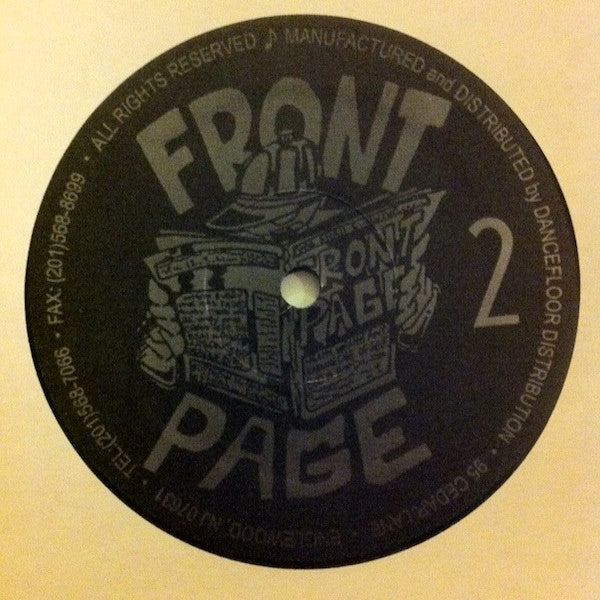 FRONT
FRONT
PAGE
2
PAGE
ALL RIGHTS RESERVED ♪ MANUFACTURED and DISTRIBUTED by DANCEFLOOR DISTRIBUTION • 95 CEDAR LANE • ENGLEWOOD, NJ 07631 • TEL:(201)568-7066 • FAX: (201)568-8699 •